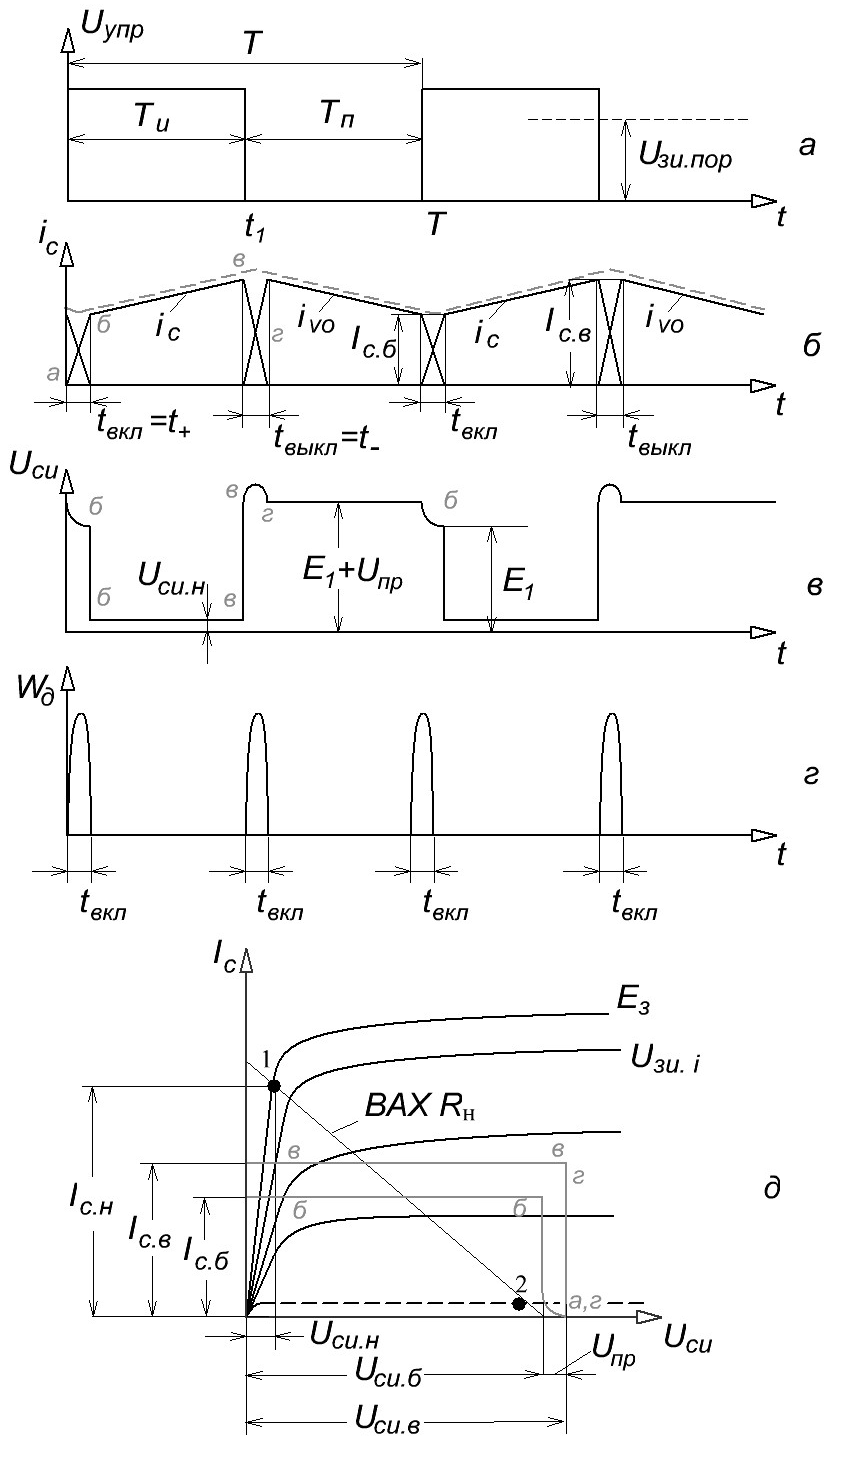 Uупр
T
Tи
Tп
Uзи.пор
а
t
t1
T
iс
в
б
iс
ivo
г
а
Iс.б
iс
Iс.в
ivo
б
t
tвкл =t+
tвыкл=t-
tвкл
tвыкл
Uси
б
в
г
б
Uси.н
б
в
E1+Uпр
E1
в
t
Wд
г
t
tвкл
tвкл
tвкл
tвкл
Iс
Eз
1
Uзи. i
ВАХ Rн
в
в
г
Iс.н
д
б
б
Iс.в
Iс.б
2
а,г
Uси.н
Uпр
Uси
Uси.б
Uси.в